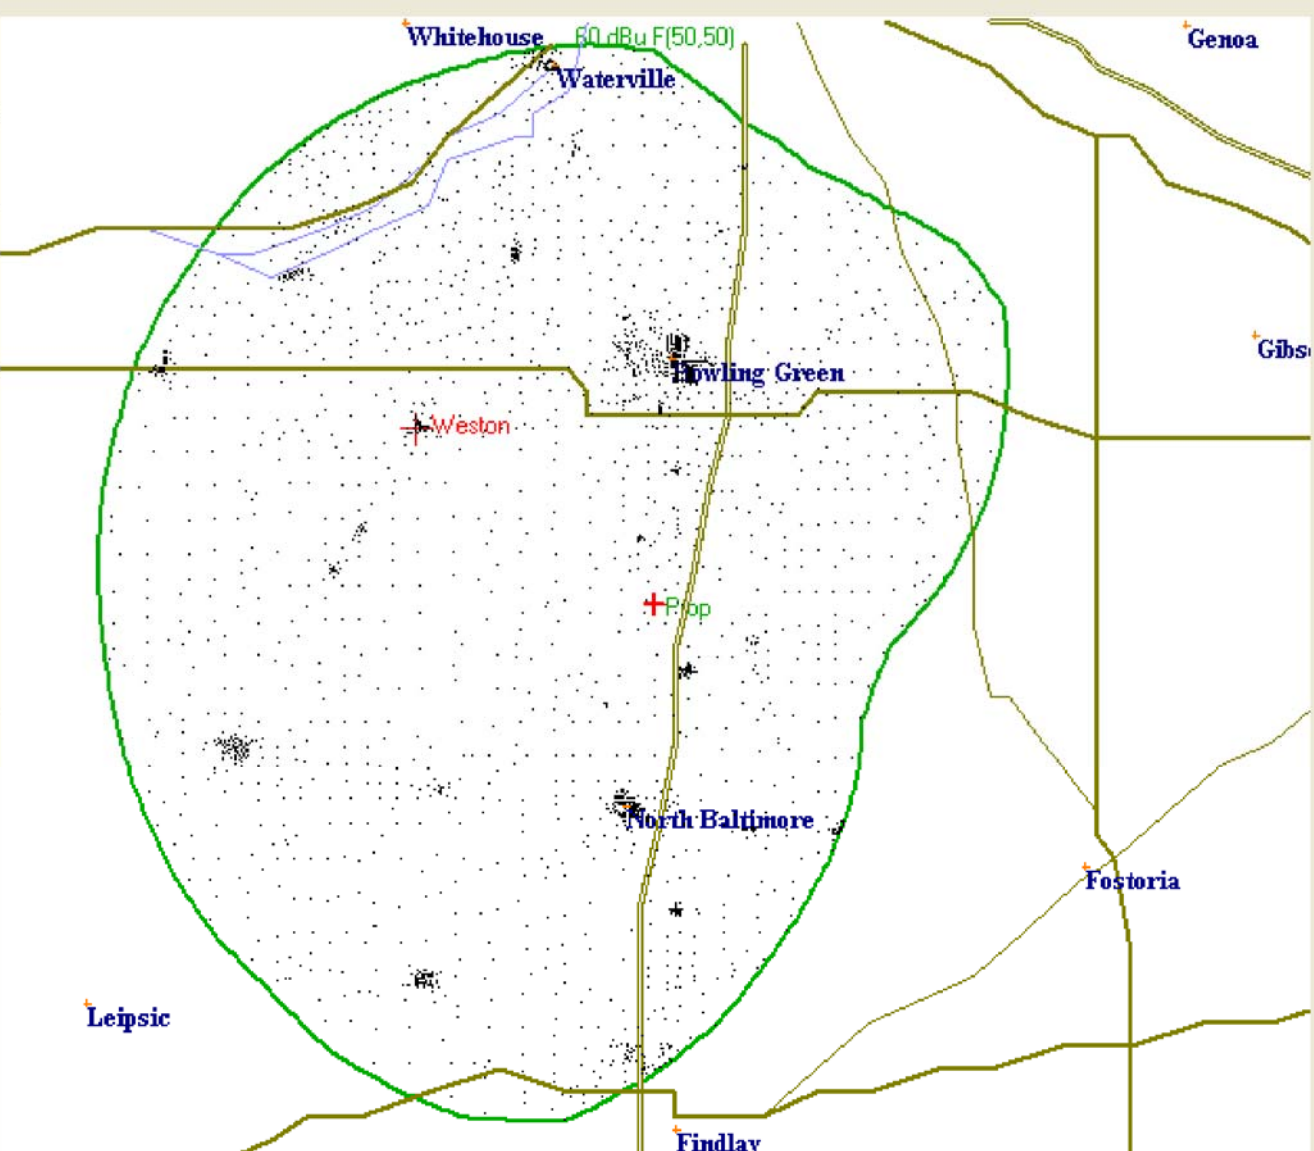 Whitehouse
60 dBu F(50,50)
Genoa
Waterville
Gibs
Bowling Green
Weston
Prop
North Baltimore
Fostoria
Leipsic
Findlay